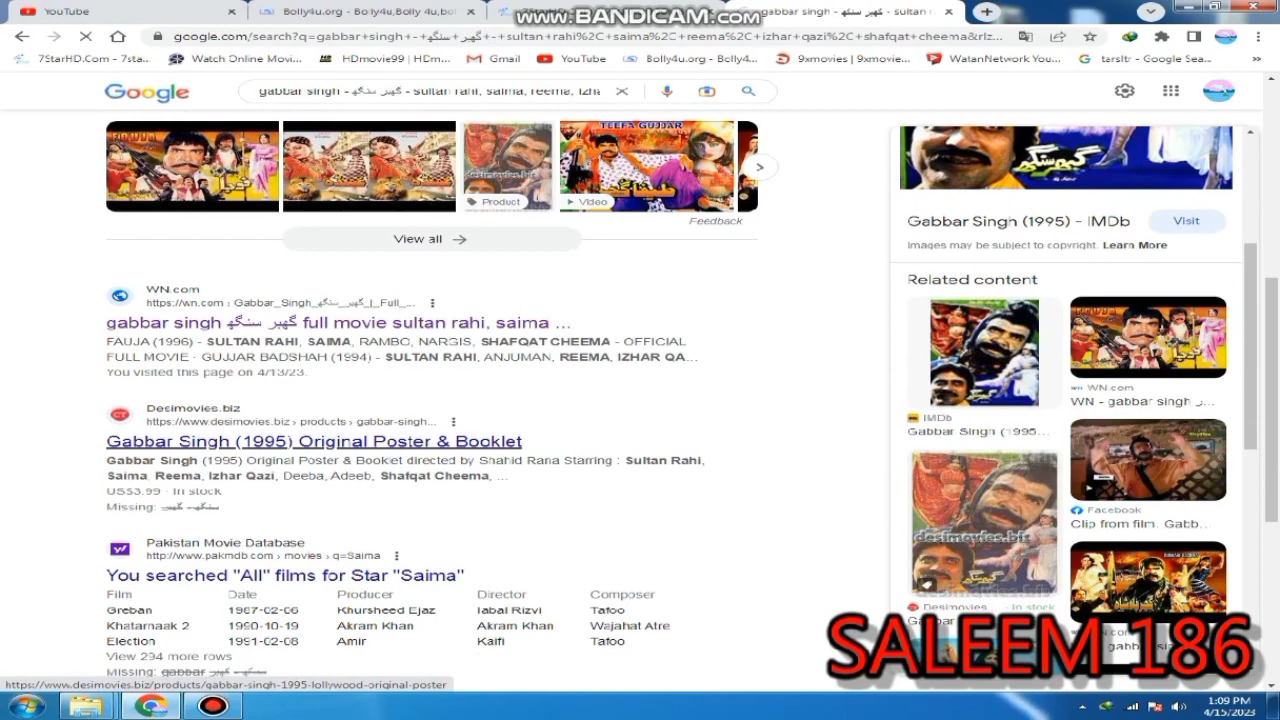 www.BANDICAM.com
YouTube
Bolly4u.org - Bolly4u,Bolly 4u,bol
gabbar singh - گھبر سنگھ - sultan r
google.com/search?q=gabbar+singh+-+گھبر+سنگھ+-+sultan+rahi%2C+saima%2C+reema%2C+izhar+qazi%2C+shafqat+cheema&rlz...
7StarHD.Com - 7sta...
Watch Online Movi...
HDmovie99 | HDm...
Gmail
YouTube
Bolly4u.org - Bolly4...
9xmovies | 9xmovie...
WatanNetwork You...
tarsltr - Google Sea...
Google
gabbar singh - گھبر سنگھ - sultan rahi, saima, reema, izha
TEEFA GUJJAR
Product
Video
Feedback
View all
WN.com
https://wn.com › Gabbar_Singh_گھبر_سنگھ_|_Full_...
gabbar singh گھبر سنگھ full movie sultan rahi, saima ...
FAUJA (1996) - SULTAN RAHI, SAIMA, RAMBO, NARGIS, SHAFQAT CHEEMA - OFFICIAL
FULL MOVIE · GUJJAR BADSHAH (1994) - SULTAN RAHI, ANJUMAN, REEMA, IZHAR QA...
You visited this page on 4/13/23.
Desimovies.biz
https://www.desimovies.biz › products › gabbar-singh...
Gabbar Singh (1995) Original Poster & Booklet
Gabbar Singh (1995) Original Poster & Booklet directed by Shahid Rana Starring : Sultan Rahi,
Saima, Reema, Izhar Qazi, Deeba, Adeeb, Shafqat Cheema, ...
US$3.99 · In stock
Missing: سنگھ- گھبر
Pakistan Movie Database
http://www.pakmdb.com › movies › q=Saima
You searched "All" films for Star "Saima"
Film Date Producer Director Composer
Greban 1987-02-06 Khursheed Ejaz Iqbal Rizvi Tafoo
Khatarnaak 2 1990-10-19 Akram Khan Akram Khan Wajahat Atre
Election 1991-02-08 Amir Kaifi Tafoo
View 294 more rows
Missing: gabbar گھبر سنگھ
https://www.desimovies.biz/products/gabbar-singh-1995-lollywood-original-poster
گبر سنگھ
Gabbar Singh (1995) - IMDb
Visit
Images may be subject to copyright. Learn More
Related content
IMDb
Gabbar Singh (1995...
WN.com
WN - gabbar singh ...
Facebook
Clip from film. Gabb...
desimovies.biz
Desimovies
In stock
SALEEM 186
1:09 PM
4/15/2023